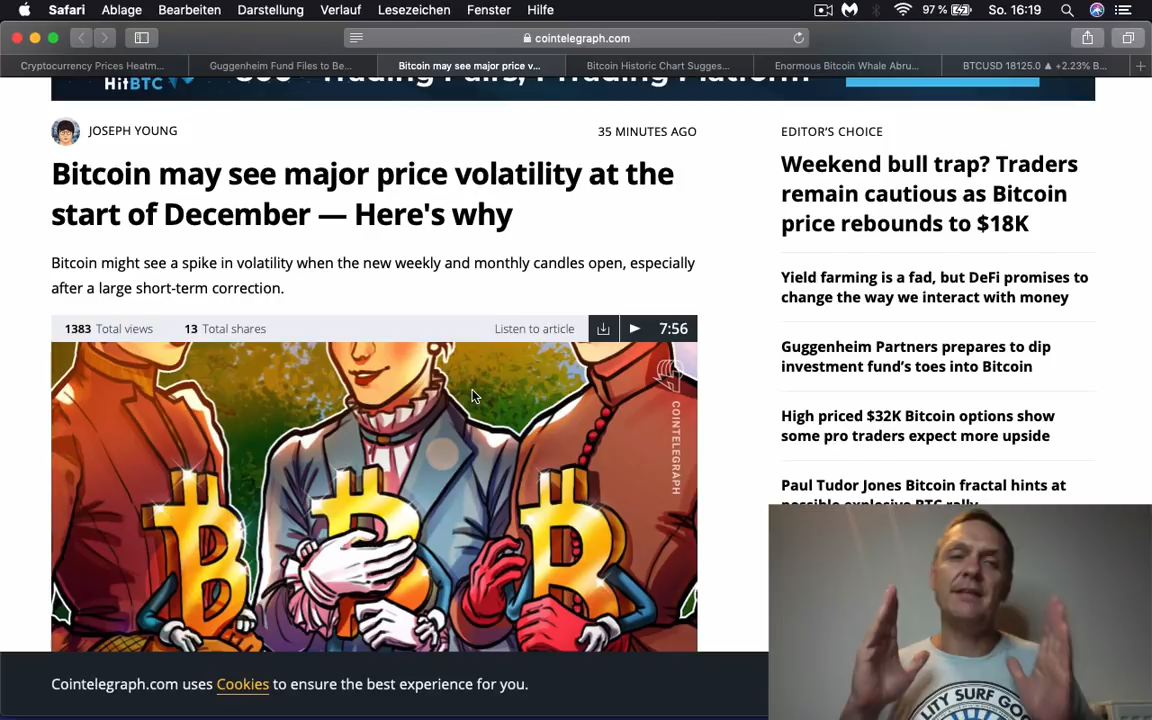 Safari Ablage Bearbeiten Darstellung Verlauf Lesezeichen Fenster Hilfe 97 % So. 16:19
cointelegraph.com
Cryptocurrency Prices Heatm... Guggenheim Fund Files to Be... Bitcoin may see major price v... Bitcoin Historic Chart Sugges... Enormous Bitcoin Whale Abru... BTCUSD 18125.0 ▲ +2.23% B...
HitBTC Trading Pairs, 1 Trading Platform
JOSEPH YOUNG
35 MINUTES AGO
Bitcoin may see major price volatility at the
start of December — Here's why
Bitcoin might see a spike in volatility when the new weekly and monthly candles open, especially
after a large short-term correction.
1383 Total views 13 Total shares Listen to article 7:56
COINTELEGRAPH
EDITOR'S CHOICE
Weekend bull trap? Traders
remain cautious as Bitcoin
price rebounds to $18K
Yield farming is a fad, but DeFi promises to
change the way we interact with money
Guggenheim Partners prepares to dip
investment fund's toes into Bitcoin
High priced $32K Bitcoin options show
some pro traders expect more upside
Paul Tudor Jones Bitcoin fractal hints at
possible explosive BTC rally
Cointelegraph.com uses Cookies to ensure the best experience for you.
SURF